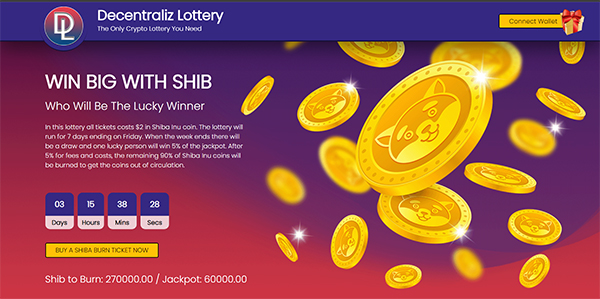 DL
Decentraliz Lottery
The Only Crypto Lottery You Need
Connect Wallet
WIN BIG WITH SHIB
Who Will Be The Lucky Winner
In this lottery all tickets costs $2 in Shiba Inu coin. The lottery will
run for 7 days ending on Friday. When the week ends there will
be a draw and one lucky person will win 5% of the jackpot. After
5% for fees and costs, the remaining 90% of Shiba Inu coins will
be burned to get the coins out of circulation.
03 15 38 28
Days Hours Mins Secs
BUY A SHIBA BURN TICKET NOW
Shib to Burn: 270000.00 / Jackpot: 60000.00